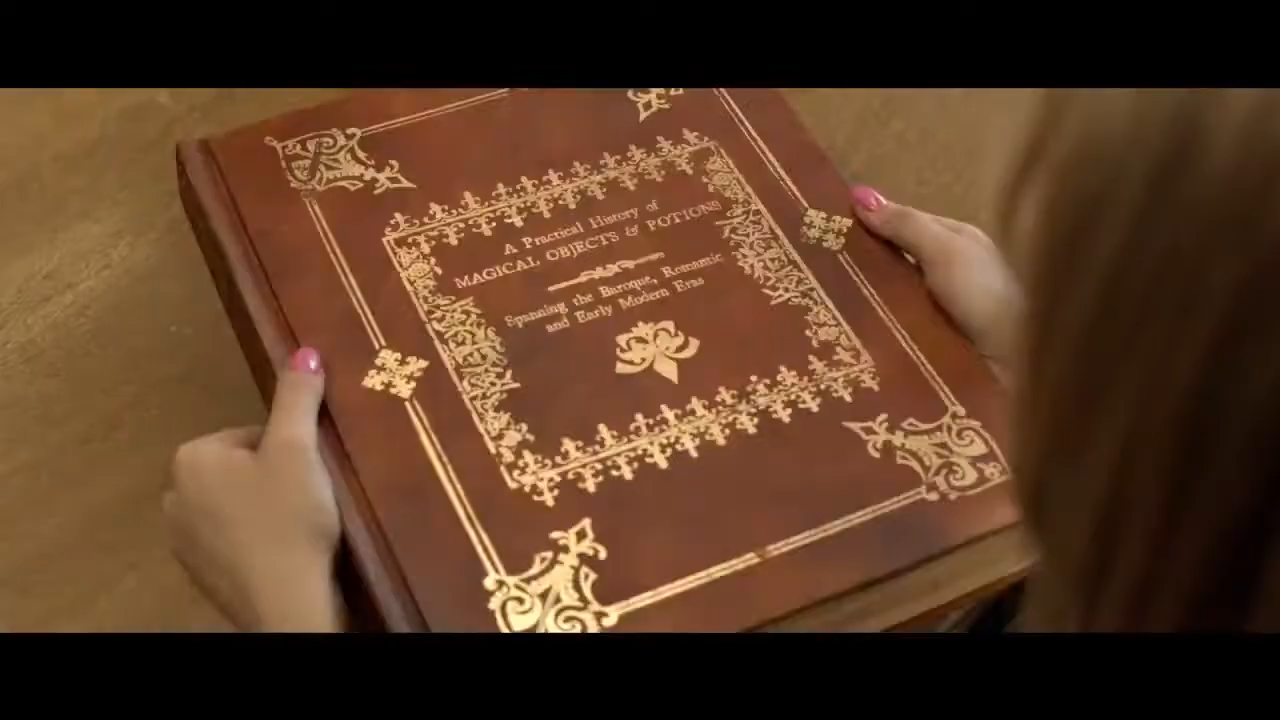 A Practical History of
MAGICAL OBJECTS & POTIONS
Spanning the Baroque, Romantic
and Early Modern Eras